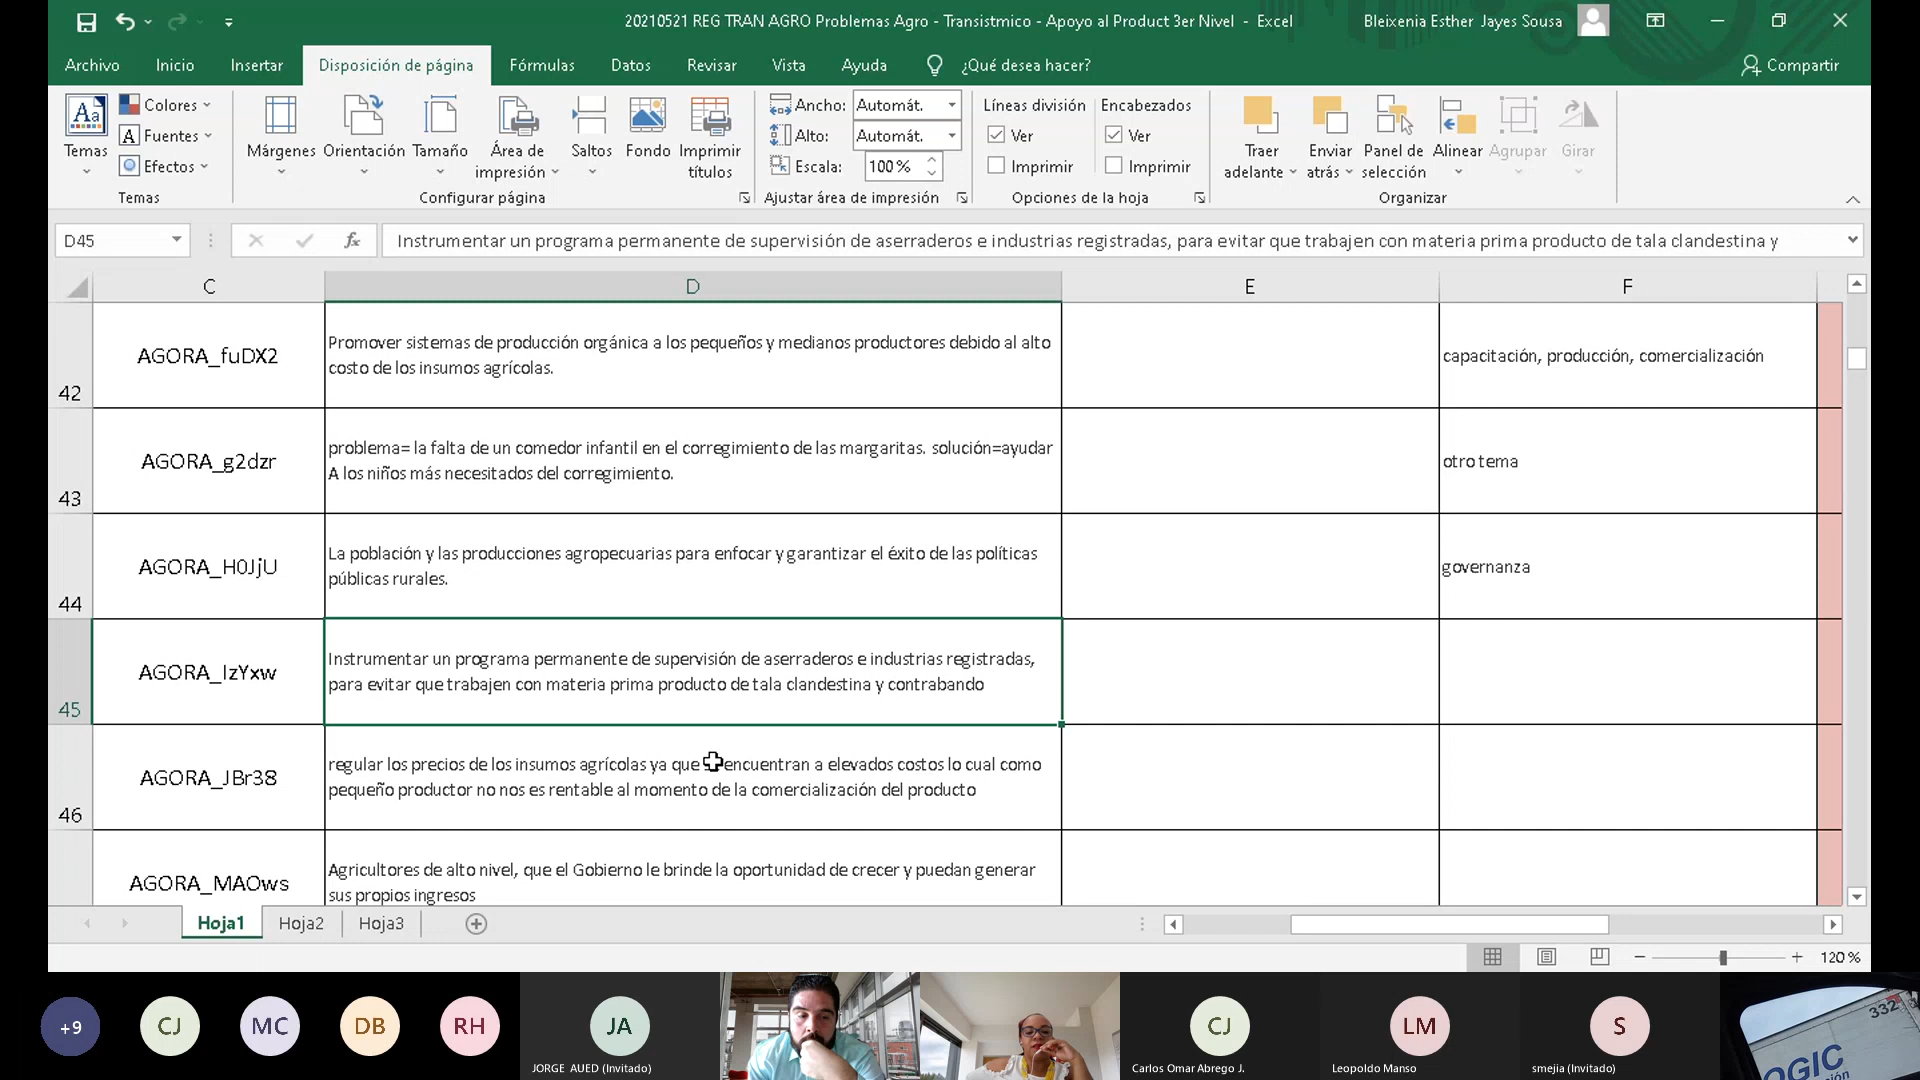 20210521 REG TRAN AGRO Problemas Agro - Transistmico - Apoyo al Product 3er Nivel - Excel
Bleixenia Esther Jayes Sousa
Archivo Inicio Insertar Disposición de página Fórmulas Datos Revisar Vista Ayuda ¿Qué desea hacer? Compartir
Colores Ancho: Automát. Líneas división Encabezados
Fuentes Alto: Automát. Ver Ver
Temas Márgenes Orientación Tamaño Área de impresión Saltos Fondo Imprimir títulos
Efectos Escala: 100% Imprimir Imprimir
Traer adelante Enviar atrás Panel de selección Alinear Agrupar Girar
Temas Configurar página Ajustar área de impresión Opciones de la hoja Organizar
D45 fx Instrumentar un programa permanente de supervisión de aserraderos e industrias registradas, para evitar que trabajen con materia prima producto de tala clandestina y
C D E F
42 AGORA_fuDX2
Promover sistemas de producción orgánica a los pequeños y medianos productores debido al alto
costo de los insumos agrícolas.
capacitación, producción, comercialización
43 AGORA_g2dzr
problema= la falta de un comedor infantil en el corregimiento de las margaritas. solución=ayudar
A los niños más necesitados del corregimiento.
otro tema
44 AGORA_H0JjU
La población y las producciones agropecuarias para enfocar y garantizar el éxito de las políticas
públicas rurales.
governanza
45 AGORA_IzYxw
Instrumentar un programa permanente de supervisión de aserraderos e industrias registradas,
para evitar que trabajen con materia prima producto de tala clandestina y contrabando
46 AGORA_JBr38
regular los precios de los insumos agrícolas ya que encuentran a elevados costos lo cual como
pequeño productor no nos es rentable al momento de la comercialización del producto
AGORA_MAOws
Agricultores de alto nivel, que el Gobierno le brinde la oportunidad de crecer y puedan generar
sus propios ingresos
Hoja1 Hoja2 Hoja3
120 %
+9 CJ MC DB RH JA CJ LM S
JORGE AUED (Invitado) Carlos Omar Abrego J. Leopoldo Manso smejia (Invitado)
332
OGIC